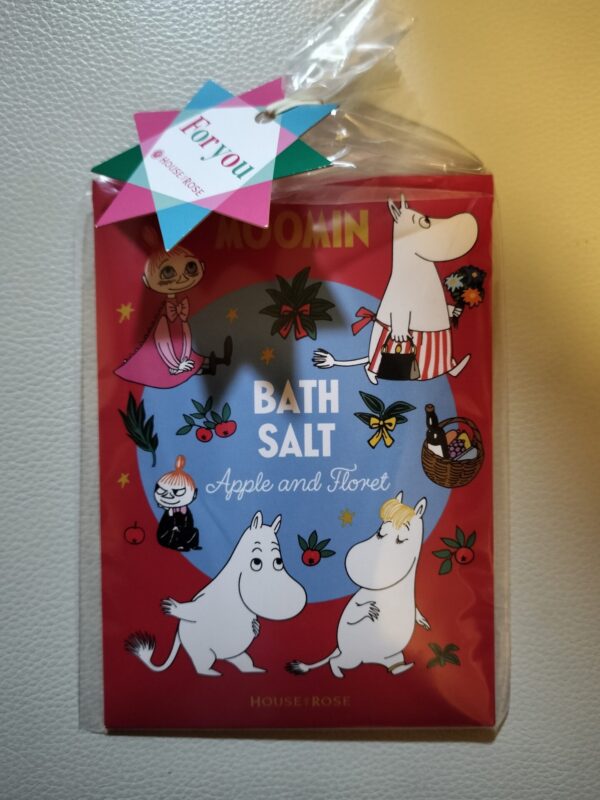 For you
HOUSE OF ROSE
MOOMIN
BATH
SALT
Apple and Floret
HOUSE OF ROSE